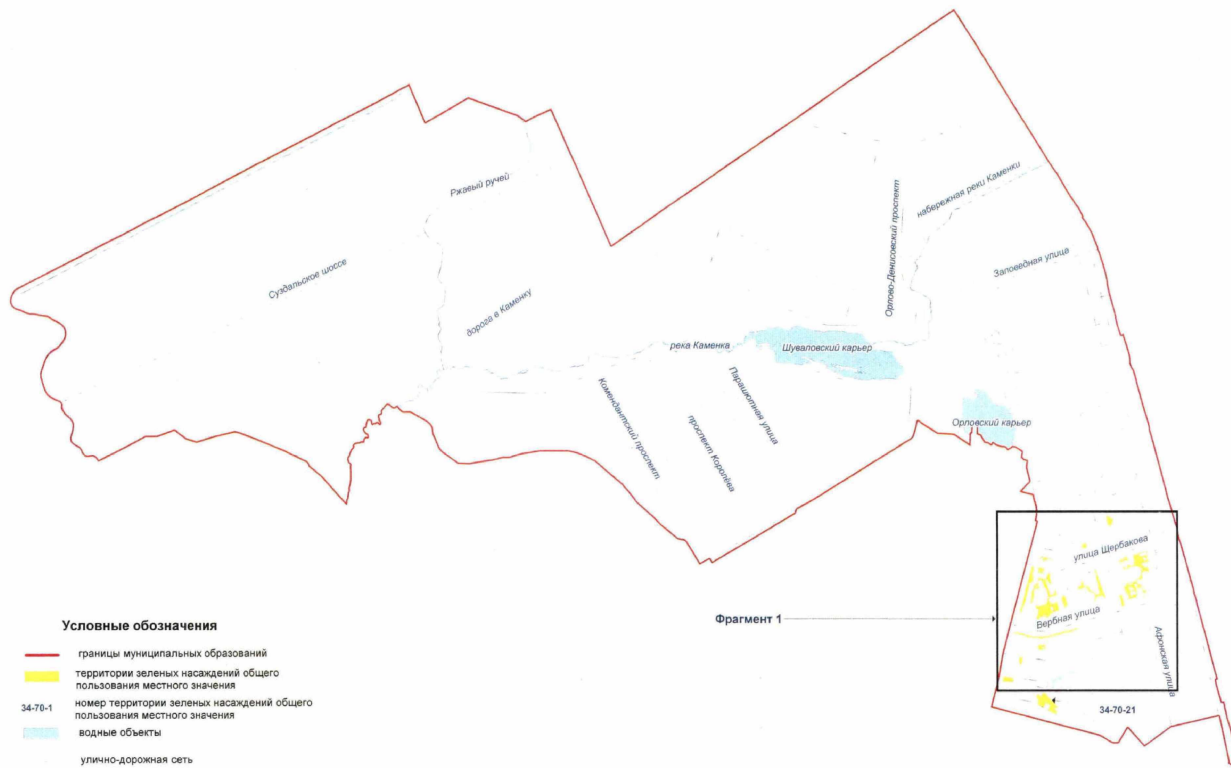 Ржавый ручей
Суздальское шоссе
дорога в Каменку
река Каменка
Шуваловский карьер
Орлово-Денисовский проспект
набережная реки Каменки
Заповедная улица
Комендантский проспект
проспект Королёва
Парашютная улица
Орловский карьер
улица Щербакова
Вербная улица
Афонская улица
Фрагмент 1
34-70-21
Условные обозначения
границы муниципальных образований
территории зеленых насаждений общего
пользования местного значения
34-70-1
номер территории зеленых насаждений общего
пользования местного значения
водные объекты
улично-дорожная сеть